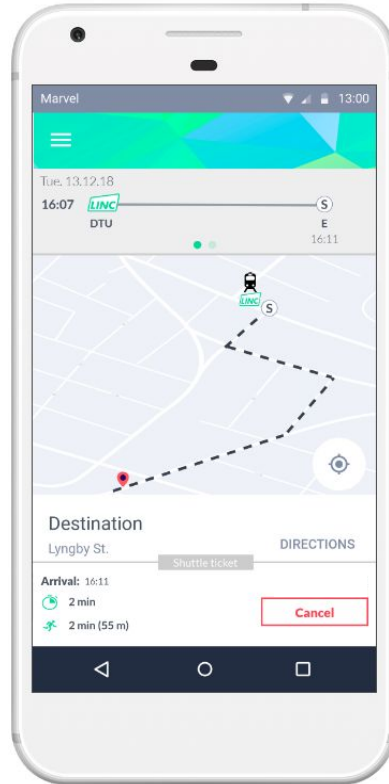 Marvel 13:00
Tue. 13.12.18
16:07 LINC S
DTU E
16:11
LINC S
Destination
Lyngby St. DIRECTIONS
Shuttle ticket
Arrival: 16:11
2 min
2 min (55 m)
Cancel